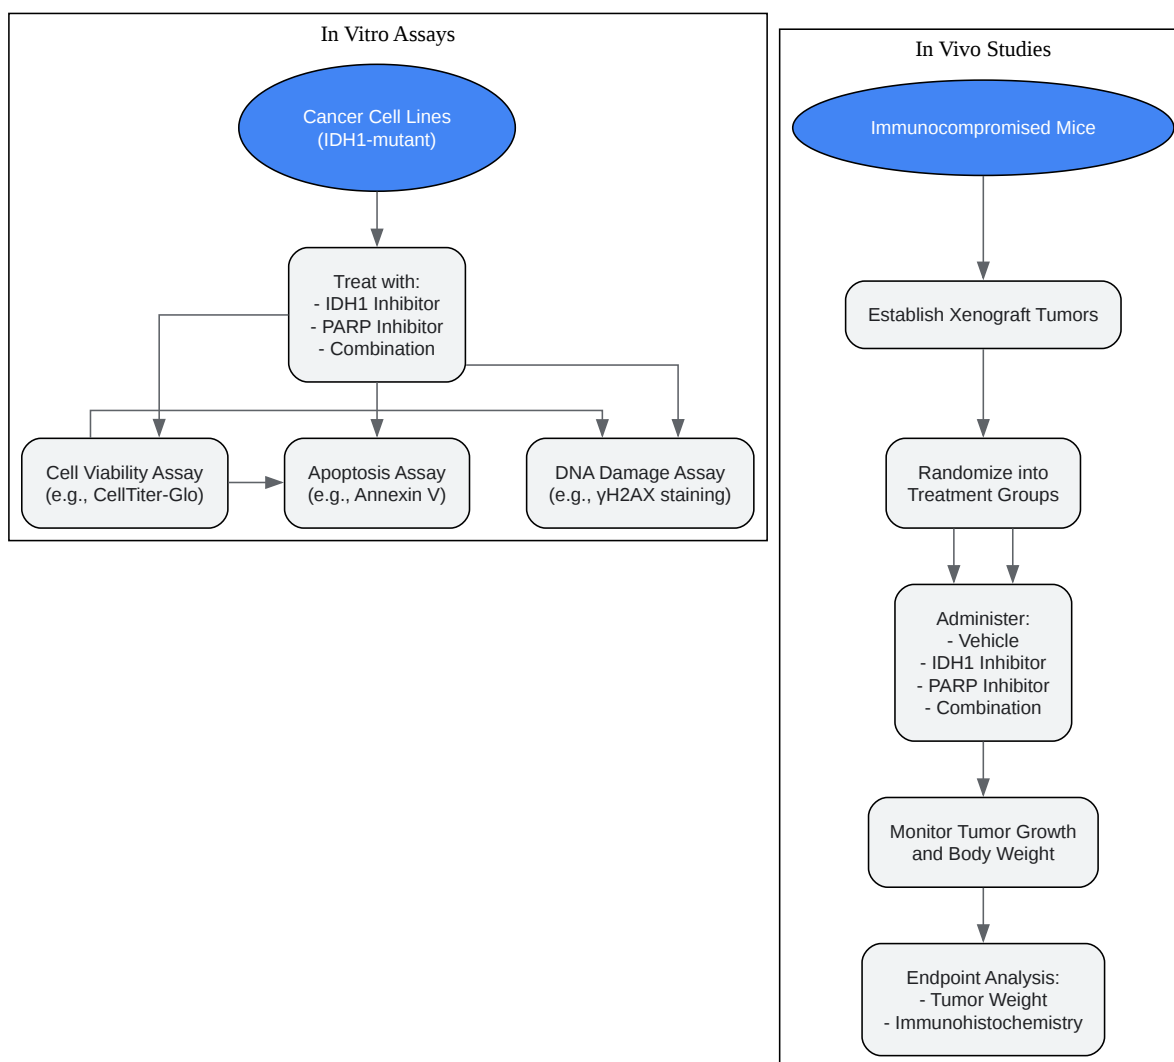 In Vitro Assays
Cancer Cell Lines
(IDH1-mutant)
Treat with:
- IDH1 Inhibitor
- PARP Inhibitor
- Combination
Cell Viability Assay
(e.g., CellTiter-Glo)
Apoptosis Assay
(e.g., Annexin V)
DNA Damage Assay
(e.g., γH2AX staining)
In Vivo Studies
Immunocompromised Mice
Establish Xenograft Tumors
Randomize into
Treatment Groups
Administer:
- Vehicle
- IDH1 Inhibitor
- PARP Inhibitor
- Combination
Monitor Tumor Growth
and Body Weight
Endpoint Analysis:
- Tumor Weight
- Immunohistochemistry